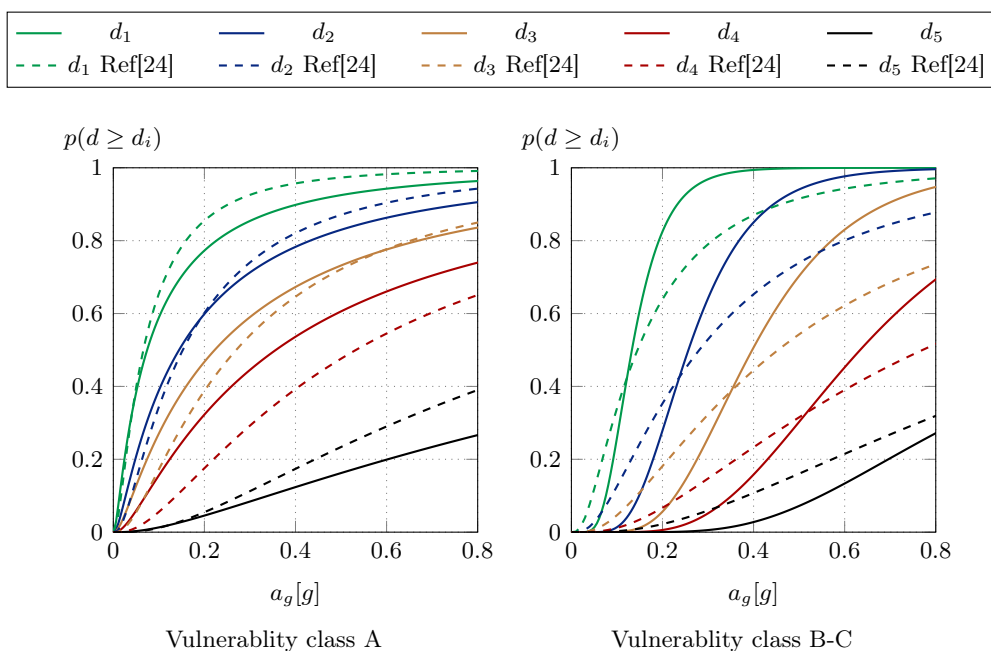 d₁ d₂ d₃ d₄ d₅
d₁ Ref[24] d₂ Ref[24] d₃ Ref[24] d₄ Ref[24] d₅ Ref[24]
p(d ≥ dᵢ)
1
0.8
0.6
0.4
0.2
0
0 0.2 0.4 0.6 0.8
a_g[g]
Vulnerablity class A
p(d ≥ dᵢ)
1
0.8
0.6
0.4
0.2
0
0 0.2 0.4 0.6 0.8
a_g[g]
Vulnerablity class B-C